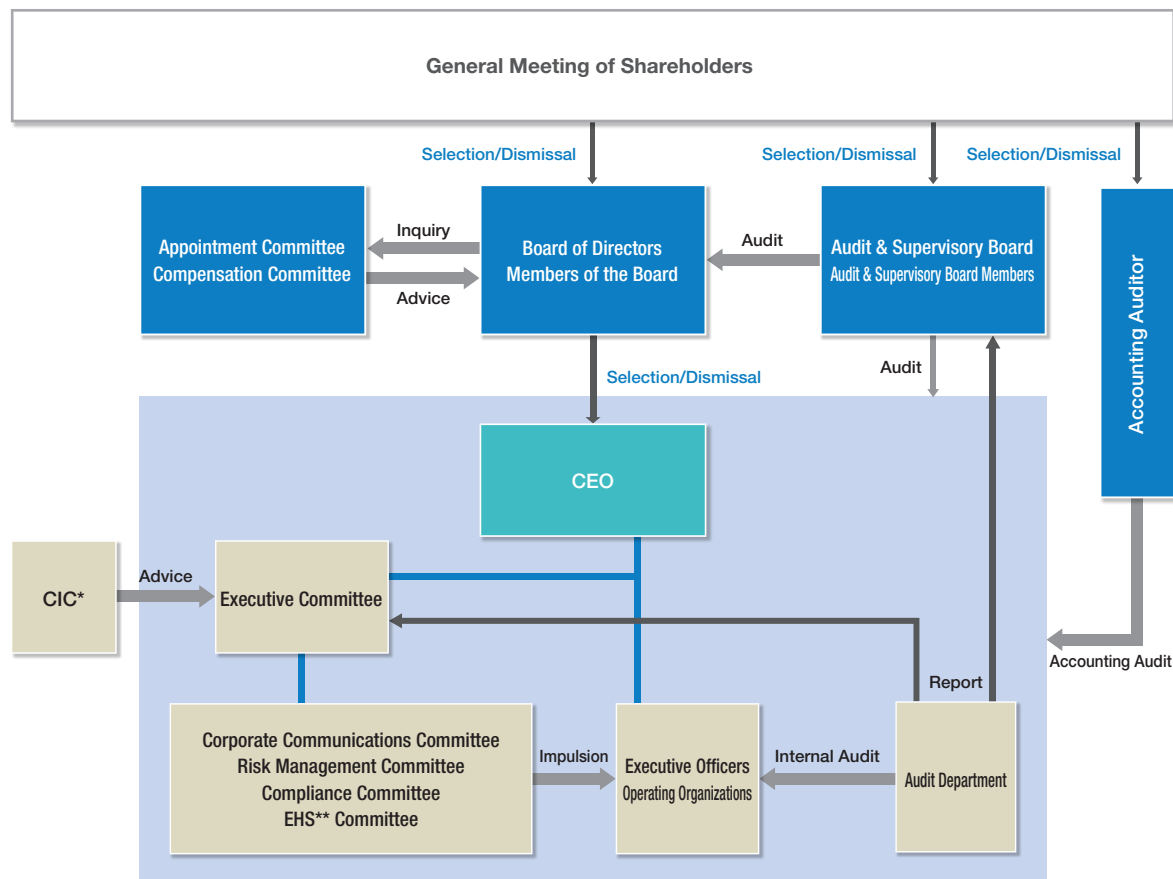 General Meeting of Shareholders
Selection/Dismissal
Selection/Dismissal
Selection/Dismissal
Appointment Committee
Compensation Committee
Inquiry
Advice
Board of Directors
Members of the Board
Audit
Audit & Supervisory Board
Audit & Supervisory Board Members
Accounting Auditor
Selection/Dismissal
Audit
CEO
CIC*
Advice
Executive Committee
Accounting Audit
Report
Corporate Communications Committee
Risk Management Committee
Compliance Committee
EHS** Committee
Impulsion
Executive Officers
Operating Organizations
Internal Audit
Audit Department